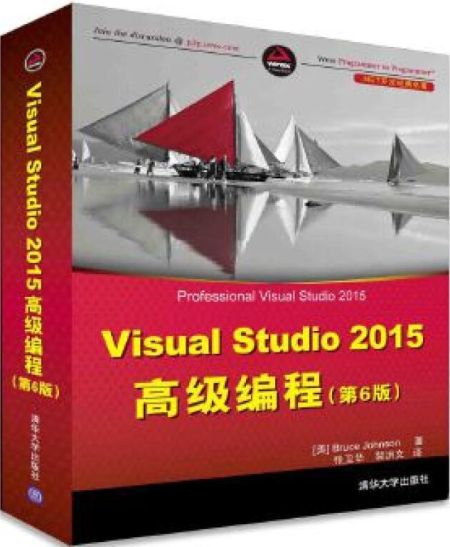 Join the discussion @ p2p.wrox.com
wrox
Wrox Programmer to Programmer™
Professional Visual Studio 2015
Visual Studio 2015
高级编程(第6版)
[美] Bruce Johnson 著
译
清华大学出版社
Visual Studio 2015 高级编程(第6版)
清华大学出版社